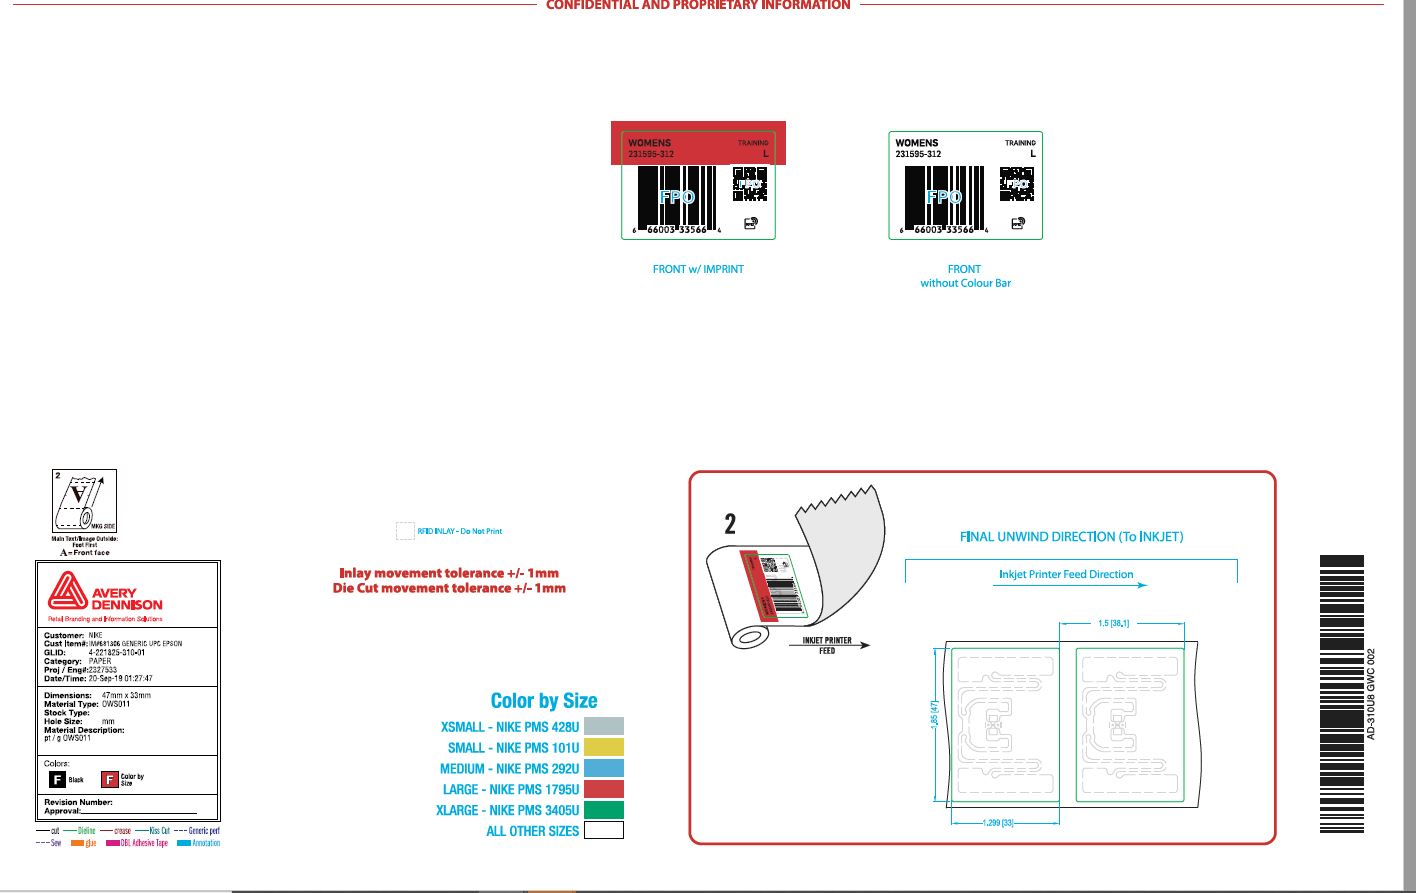 CONFIDENTIAL AND PROPRIETARY INFORMATION
WOMENS
TRAINING
231595-312
L
FPO
FPO
6 66003 33566 4
FRONT w/ IMPRINT
WOMENS
TRAINING
231595-312
L
FPO
FPO
6 66003 33566 4
FRONT
without Colour Bar
2
A
MKG SIDE
Main Text/Image Outside:
Foot First
A = Front face
AVERY
DENNISON
Retail Branding and Information Solutions
Customer: NIKE
Cust Item#: IM#681306 GENERIC UPC EPSON
GLID: 4-221825-310-01
Category: PAPER
Proj / Eng#:2327533
Date/Time: 20-Sep-19 01:27:47
Dimensions: 47mm x 33mm
Material Type: OWS011
Stock Type:
Hole Size: mm
Material Description:
pt / g OWS011
Colors:
F Black
F Color by
Size
Revision Number:
Approval:
cut Dieline crease Kiss Cut Generic perf
Sew glue DBL Adhesive Tape Annotation
RFID INLAY - Do Not Print
Inlay movement tolerance +/- 1mm
Die Cut movement tolerance +/- 1mm
Color by Size
XSMALL - NIKE PMS 428U
SMALL - NIKE PMS 101U
MEDIUM - NIKE PMS 292U
LARGE - NIKE PMS 1795U
XLARGE - NIKE PMS 3405U
ALL OTHER SIZES
2
INKJET PRINTER
FEED
FINAL UNWIND DIRECTION (To INKJET)
Inkjet Printer Feed Direction
1.5 [38.1]
1.85 [47]
1.299 [33]
AD-310U8 GWC 002